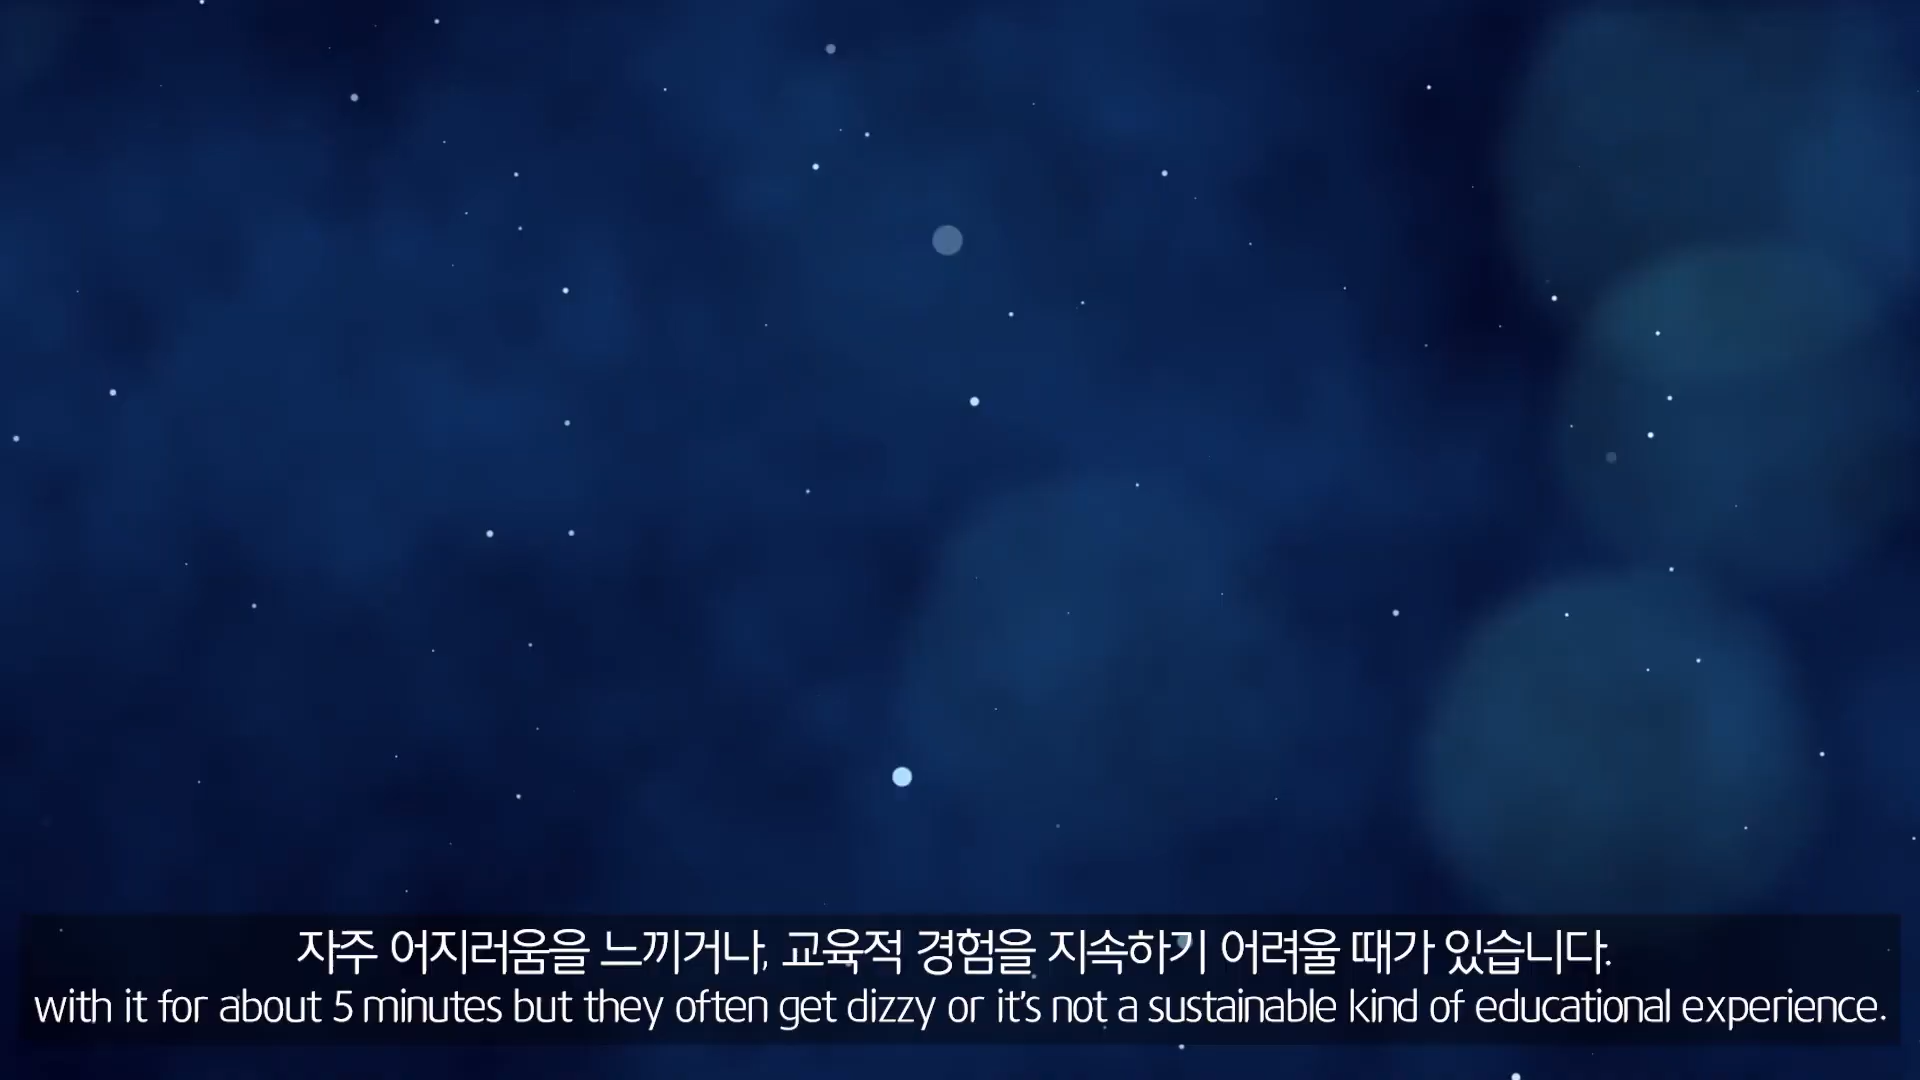 자주 어지러움을 느끼거나, 교육적 경험을 지속하기 어려울 때가 있습니다.
with it for about 5 minutes but they often get dizzy or it's not a sustainable kind of educational experience.